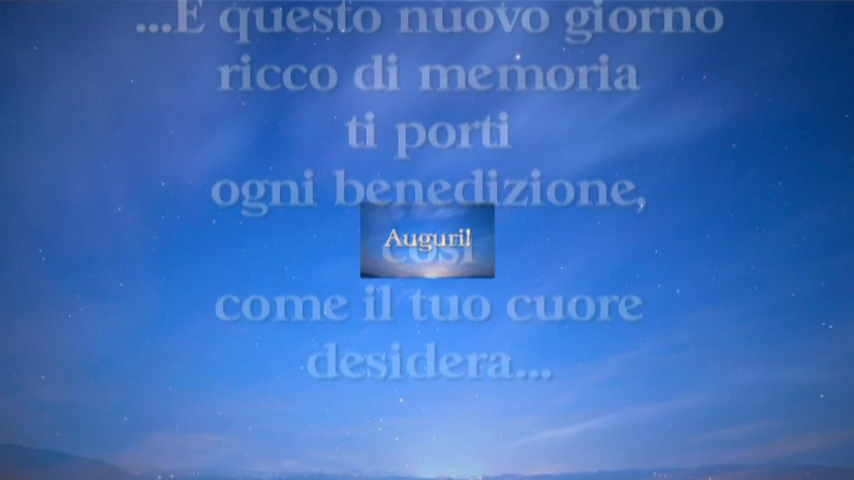 ...E questo nuovo giorno
ricco di memoria
ti porti
ogni benedizione,
Auguri!
così
come il tuo cuore
desidera...